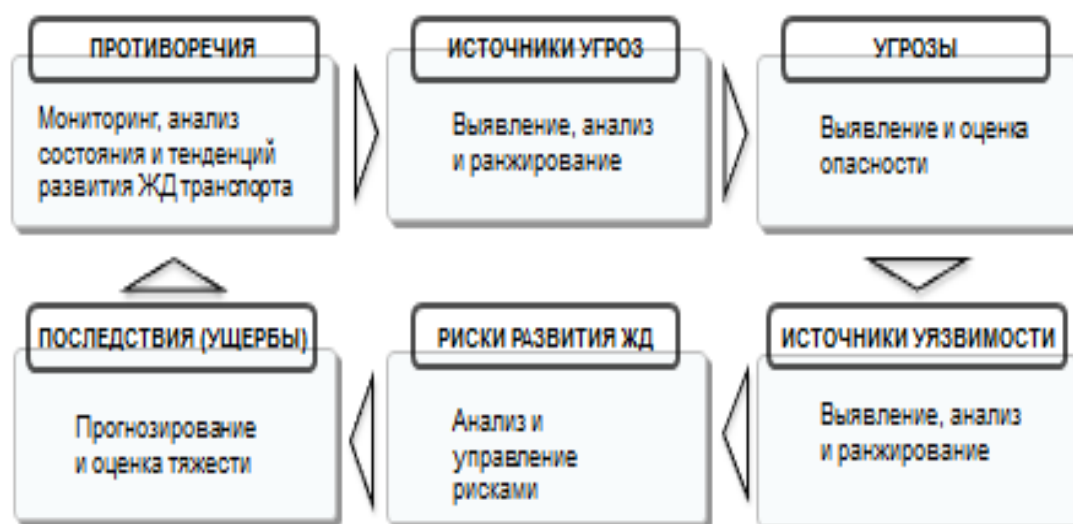 ПРОТИВОРЕЧИЯ
Мониторинг, анализ
состояния и тенденций
развития ЖД транспорта
ИСТОЧНИКИ УГРОЗ
Выявление, анализ
и ранжирование
УГРОЗЫ
Выявление и оценка
опасности
ПОСЛЕДСТВИЯ (УЩЕРБЫ)
Прогнозирование
и оценка тяжести
РИСКИ РАЗВИТИЯ ЖД
Анализ и
управление
рисками
ИСТОЧНИКИ УЯЗВИМОСТИ
Выявление, анализ
и ранжирование